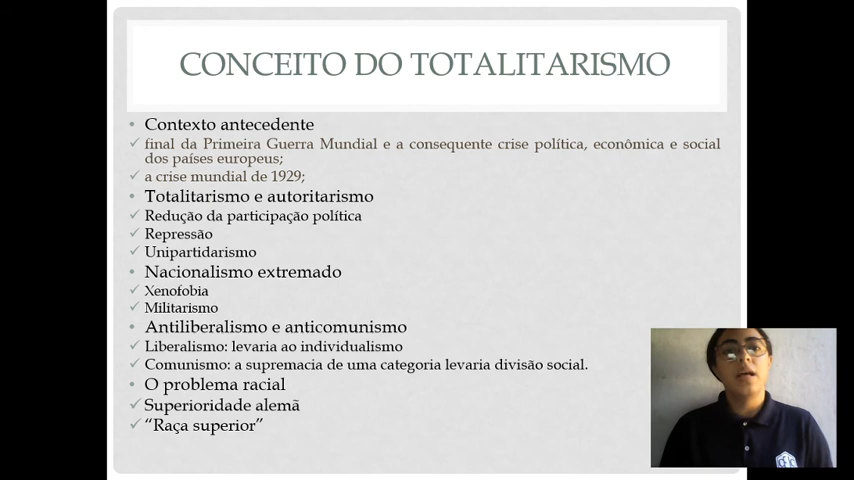 CONCEITO DO TOTALITARISMO
• Contexto antecedente
✓ final da Primeira Guerra Mundial e a consequente crise política, econômica e social
dos países europeus;
✓ a crise mundial de 1929;
• Totalitarismo e autoritarismo
✓ Redução da participação política
✓ Repressão
✓ Unipartidarismo
• Nacionalismo extremado
✓ Xenofobia
✓ Militarismo
• Antiliberalismo e anticomunismo
✓ Liberalismo: levaria ao individualismo
✓ Comunismo: a supremacia de uma categoria levaria divisão social.
• O problema racial
✓ Superioridade alemã
✓ “Raça superior”